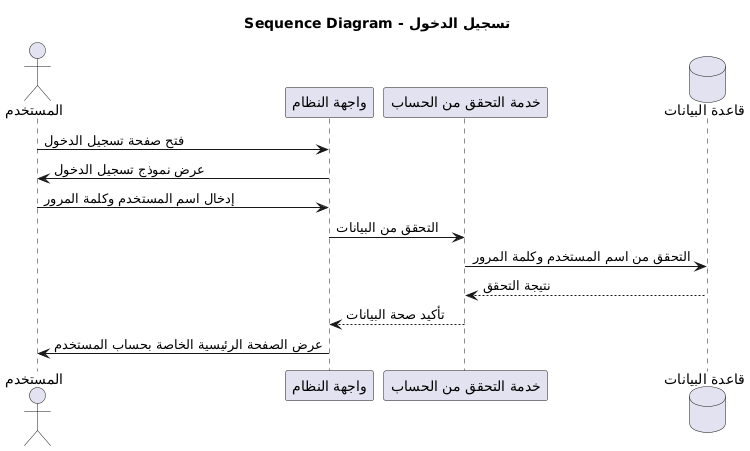 Sequence Diagram - تسجيل الدخول
المستخدم
واجهة النظام
خدمة التحقق من الحساب
قاعدة البيانات
فتح صفحة تسجيل الدخول
عرض نموذج تسجيل الدخول
إدخال اسم المستخدم وكلمة المرور
التحقق من البيانات
التحقق من اسم المستخدم وكلمة المرور
نتيجة التحقق
تأكيد صحة البيانات
عرض الصفحة الرئيسية الخاصة بحساب المستخدم
المستخدم
واجهة النظام
خدمة التحقق من الحساب
قاعدة البيانات